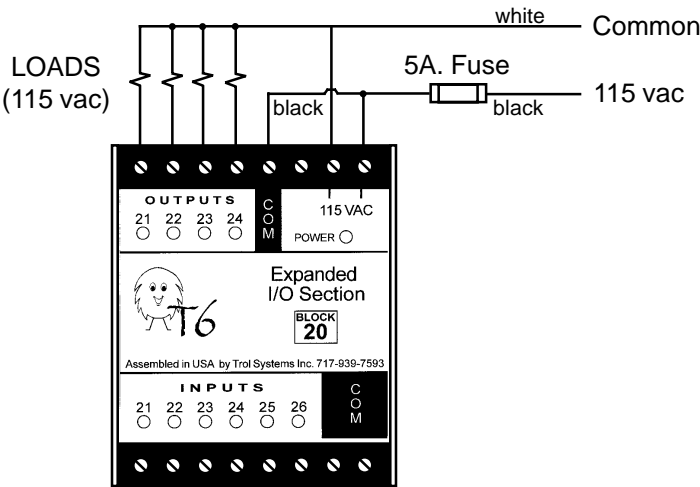 white
Common
LOADS
(115 vac)
5A. Fuse
black
black
115 vac
OUTPUTS
21 22 23 24
COM
115 VAC
POWER
T6
Expanded
I/O Section
BLOCK
20
Assembled in USA by Trol Systems Inc. 717-939-7593
INPUTS
21 22 23 24 25 26
COM